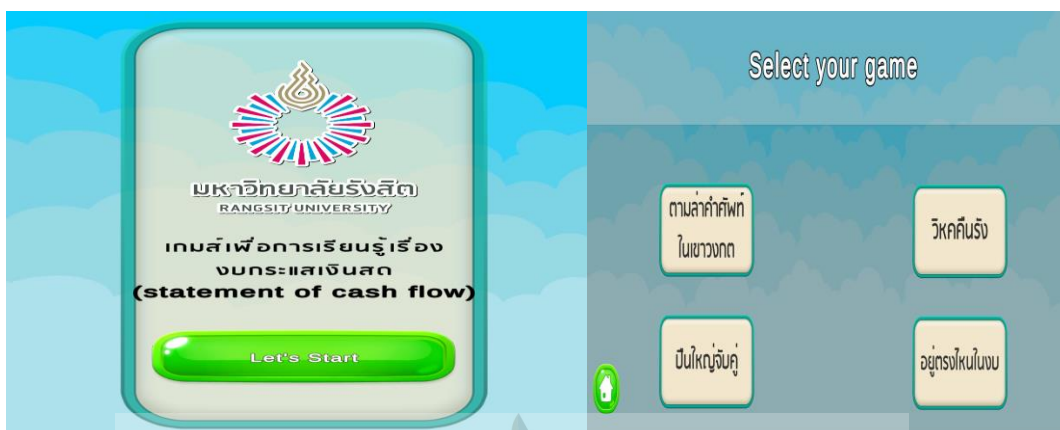 มหาวิทยาลัยรังสิต
RANGSIT UNIVERSITY
เกมส์เพื่อการเรียนรู้เรื่อง
งบกระแสเงินสด
(statement of cash flow)
Let's Start
Select your game
ตามล่าคำศัพท์
ในเขาวงกต
วิหคคืนรัง
ปืนใหญ่จับคู่
อยู่ตรงไหนในงบ